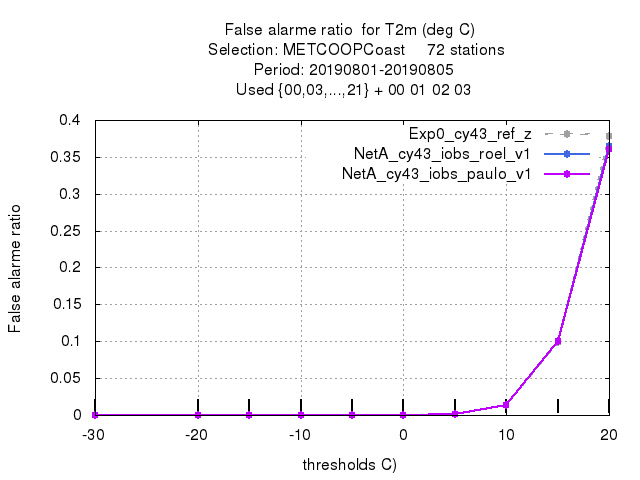 False alarme ratio  for T2m (deg C)
Selection: METCOOPCoast     72 stations
Period: 20190801-20190805
Used {00,03,...,21} + 00 01 02 03
Exp0_cy43_ref_z
NetA_cy43_iobs_roel_v1
NetA_cy43_iobs_paulo_v1
False alarme ratio
0.4
0.35
0.3
0.25
0.2
0.15
0.1
0.05
0
-30 -20 -10 0 10 20
thresholds C)